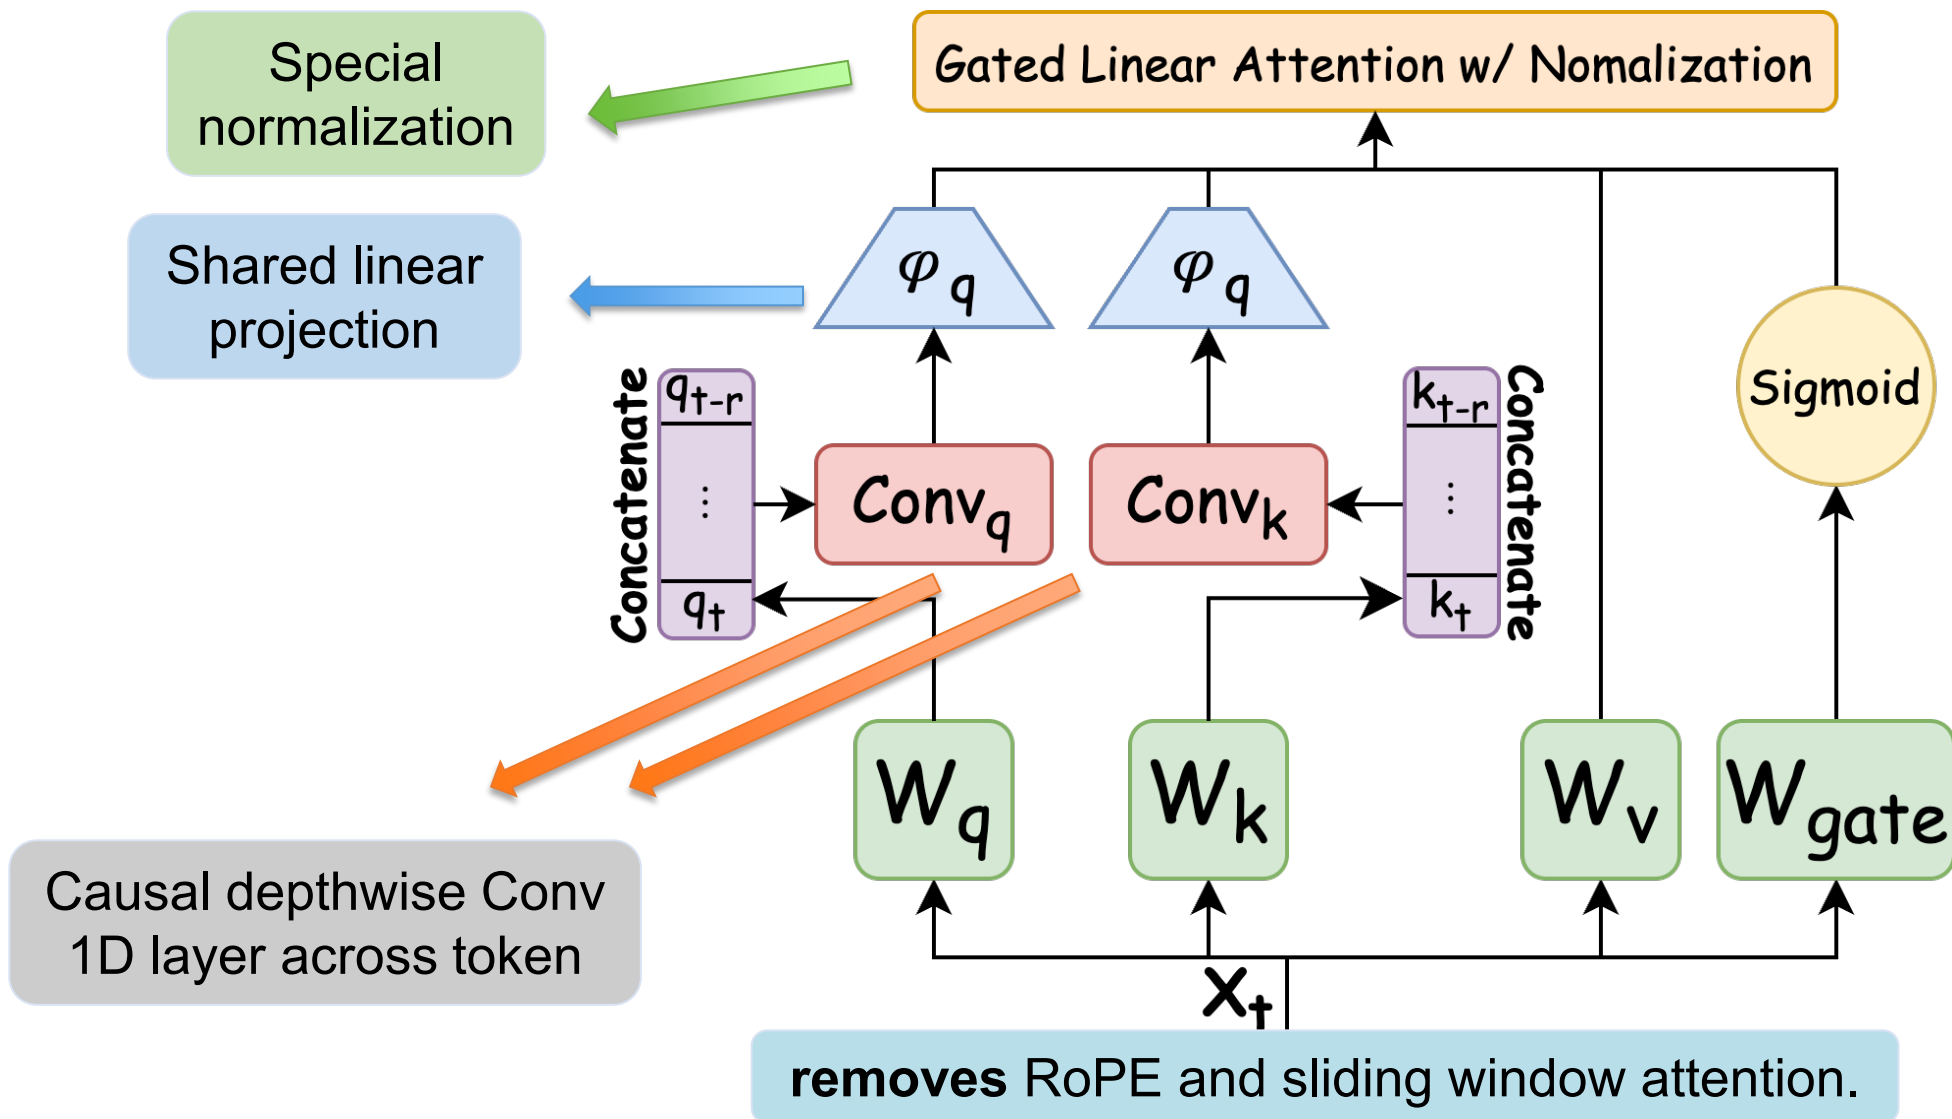 Special
normalization
Gated Linear Attention w/ Nomalization
Shared linear
projection
φq
φq
Sigmoid
Concatenate
qt-r
⋮
qt
Convq
Convk
kt-r
⋮
kt
Concatenate
Wq
Wk
Wv
Wgate
Causal depthwise Conv
1D layer across token
xt
removes RoPE and sliding window attention.